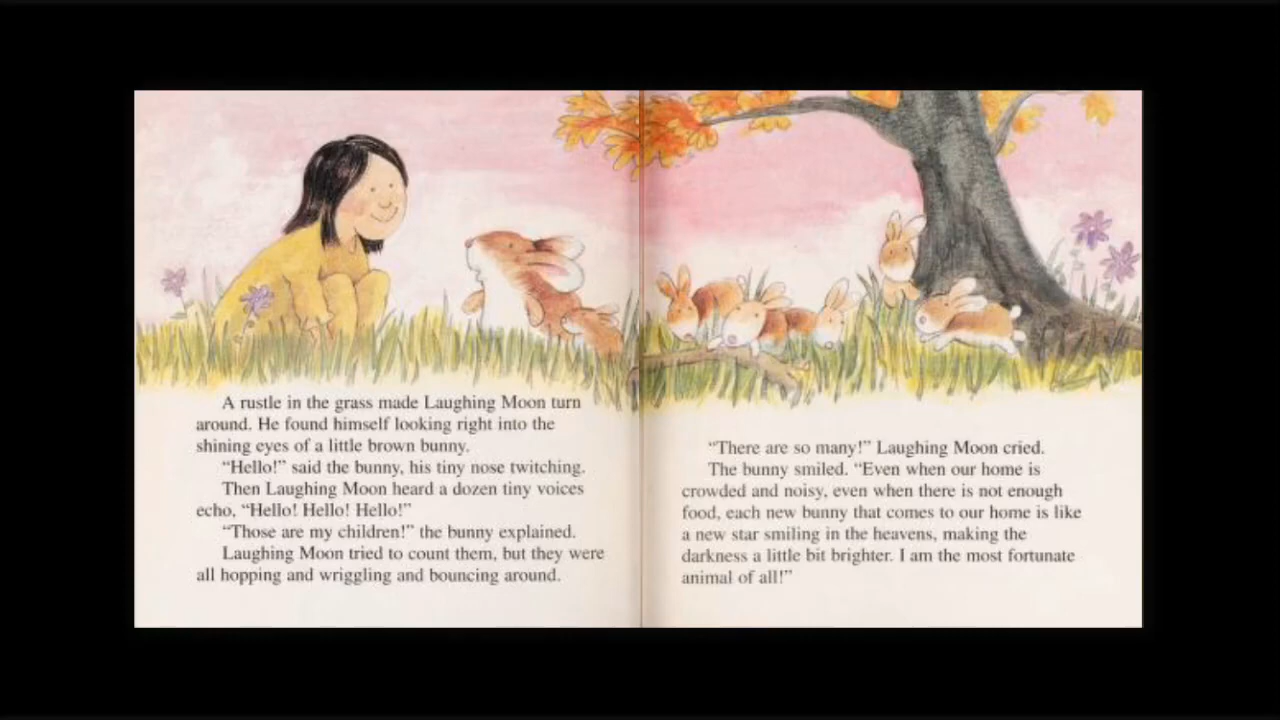 A rustle in the grass made Laughing Moon turn
around. He found himself looking right into the
shining eyes of a little brown bunny.
“Hello!” said the bunny, his tiny nose twitching.
Then Laughing Moon heard a dozen tiny voices
echo, “Hello! Hello! Hello!”
“Those are my children!” the bunny explained.
Laughing Moon tried to count them, but they were
all hopping and wriggling and bouncing around.
“There are so many!” Laughing Moon cried.
The bunny smiled. “Even when our home is
crowded and noisy, even when there is not enough
food, each new bunny that comes to our home is like
a new star smiling in the heavens, making the
darkness a little bit brighter. I am the most fortunate
animal of all!”